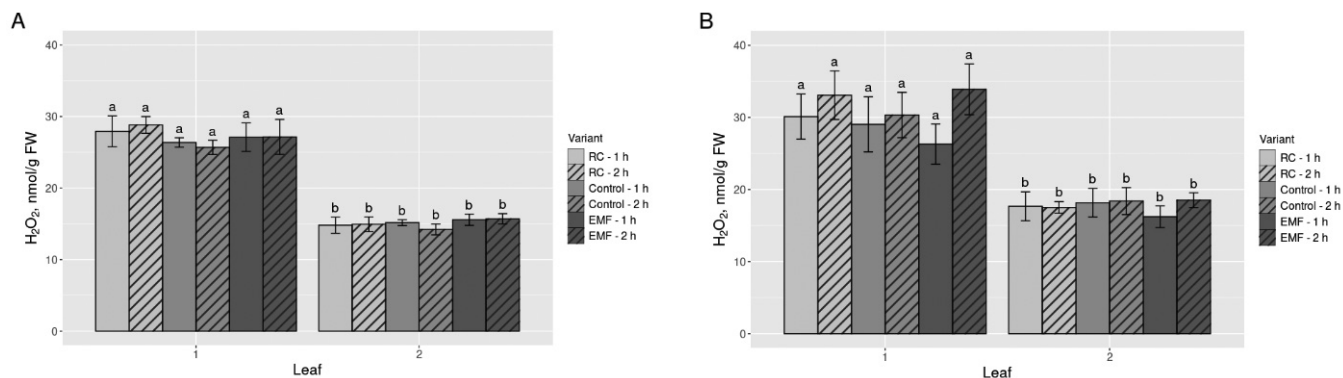 A
H₂O₂, nmol/g FW
40
30
20
10
0
a a a a a a
b b b b b b
1 2
Leaf
Variant
RC - 1 h
RC - 2 h
Control - 1 h
Control - 2 h
EMF - 1 h
EMF - 2 h
B
H₂O₂, nmol/g FW
40
30
20
10
0
a a a a a a
b b b b b b
1 2
Leaf
Variant
RC - 1 h
RC - 2 h
Control - 1 h
Control - 2 h
EMF - 1 h
EMF - 2 h